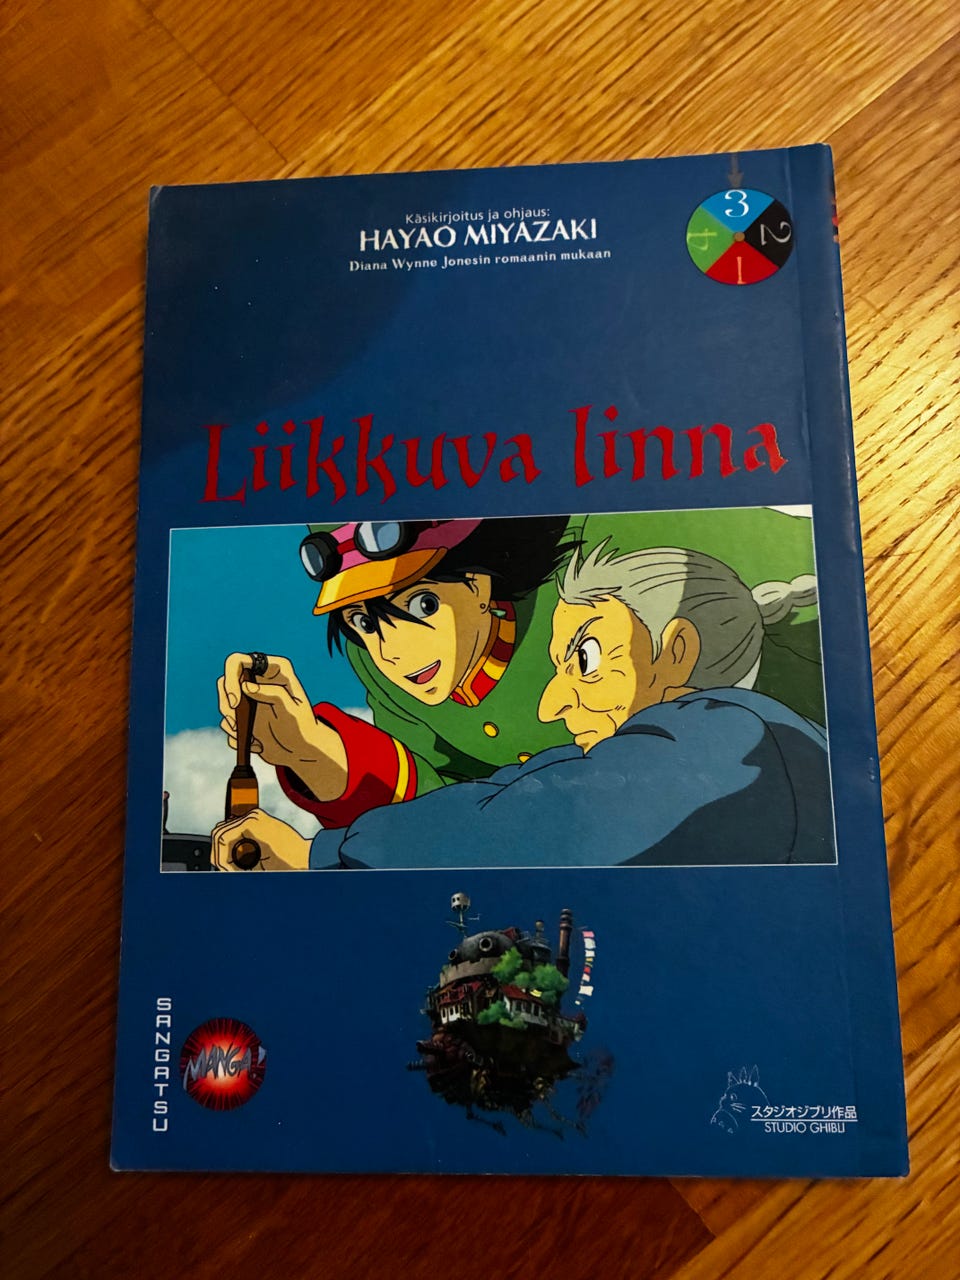 Käsikirjoitus ja ohjaus:
HAYAO MIYAZAKI
Diana Wynne Jonesin romaanin mukaan
3
4
2
1
Liikkuva linna
SANGATSU
MANGA!
スタジオジブリ作品
STUDIO GHIBLI